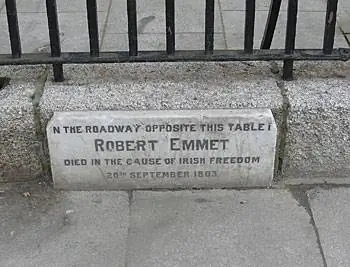 N THE ROADWAY OPPOSITE THIS TABLET
ROBERT EMMET
DIED IN THE CAUSE OF IRISH FREEDOM
20TH SEPTEMBER 1803